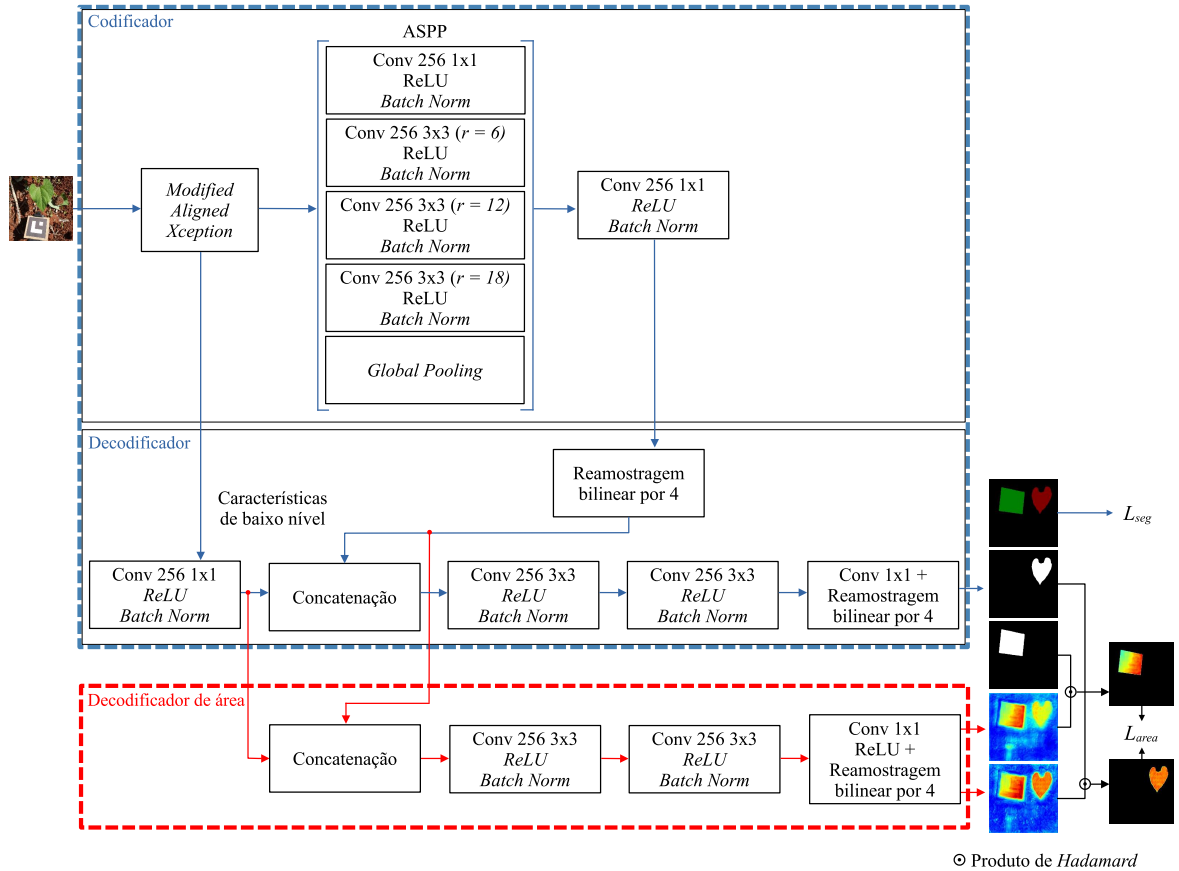 Codificador
ASPP
Conv 256 1x1
ReLU
Batch Norm
Conv 256 3x3 (r = 6)
ReLU
Batch Norm
Conv 256 3x3 (r = 12)
ReLU
Batch Norm
Conv 256 3x3 (r = 18)
ReLU
Batch Norm
Global Pooling
Modified
Aligned
Xception
Conv 256 1x1
ReLU
Batch Norm
Decodificador
Reamostragem
bilinear por 4
Características
de baixo nível
Conv 256 1x1
ReLU
Batch Norm
Concatenação
Conv 256 3x3
ReLU
Batch Norm
Conv 256 3x3
ReLU
Batch Norm
Conv 1x1 +
Reamostragem
bilinear por 4
Lseg
Decodificador de área
Concatenação
Conv 256 3x3
ReLU
Batch Norm
Conv 256 3x3
ReLU
Batch Norm
Conv 1x1
ReLU +
Reamostragem
bilinear por 4
Larea
⊙ Produto de Hadamard